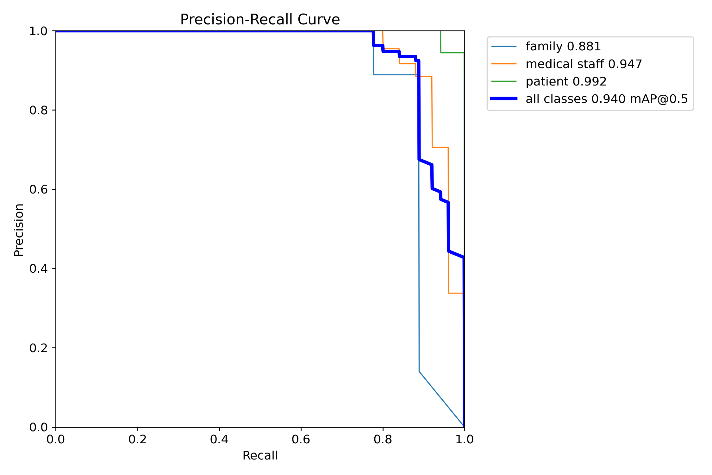 Precision-Recall Curve
family 0.881
medical staff 0.947
patient 0.992
all classes 0.940 mAP@0.5
Precision
1.0
0.8
0.6
0.4
0.2
0.0
0.0 0.2 0.4 0.6 0.8 1.0
Recall